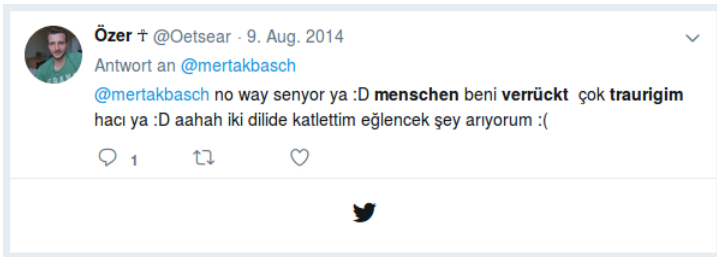 Özer ☥ @Oetsear · 9. Aug. 2014
Antwort an @mertakbasch
@mertakbasch no way senyor ya :D menschen beni verrückt çok traurigim
hacı ya :D aahah iki dilide katlettim eğlencek şey arıyorum :(
1